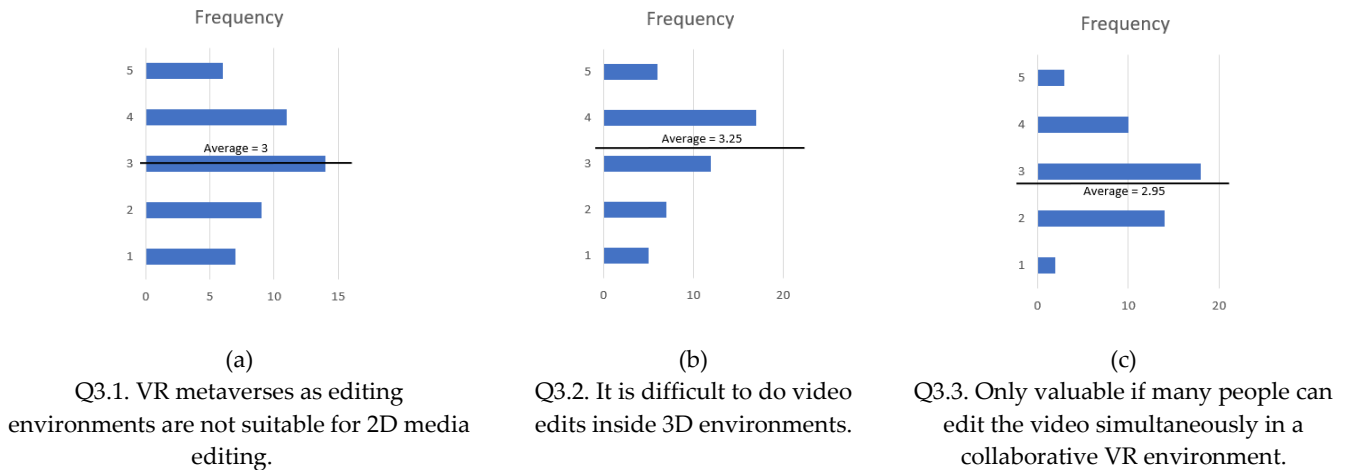 Frequency
5
4
Average = 3
3
2
1
0 5 10 15
(a)
Q3.1. VR metaverses as editing
environments are not suitable for 2D media
editing.
Frequency
5
4
Average = 3.25
3
2
1
0 10 20
(b)
Q3.2. It is difficult to do video
edits inside 3D environments.
Frequency
5
4
3
Average = 2.95
2
1
0 10 20
(c)
Q3.3. Only valuable if many people can
edit the video simultaneously in a
collaborative VR environment.